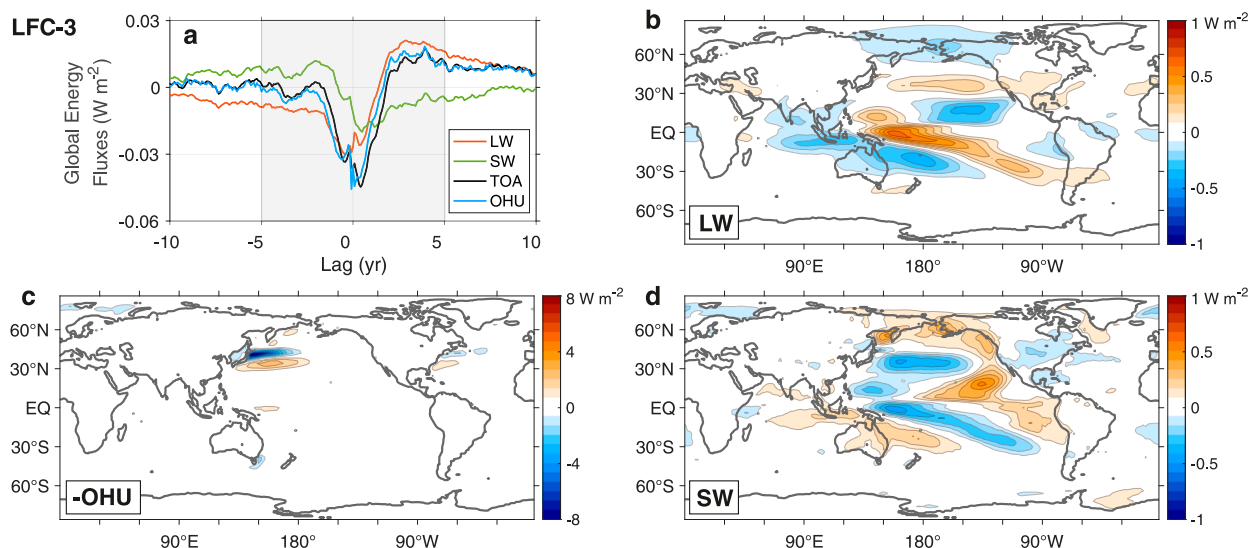 LFC-3
a
0.03
0
-0.03
-0.06
Global Energy
Fluxes (W m-2)
LW
SW
TOA
OHU
-10
-5
0
5
10
Lag (yr)
b
60°N
30°N
EQ
30°S
60°S
LW
90°E
180°W
90°W
1 W m-2
0.5
0
-0.5
-1
c
60°N
30°N
EQ
30°S
60°S
-OHU
90°E
180°W
90°W
8 W m-2
4
0
-4
-8
d
60°N
30°N
EQ
30°S
60°S
SW
90°E
180°W
90°W
1 W m-2
0.5
0
-0.5
-1